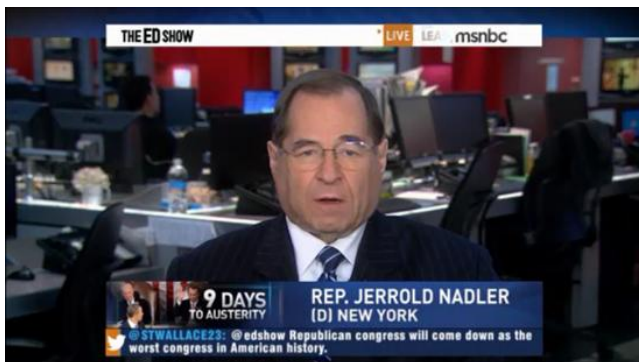 THE ED SHOW
LIVE
LEA
msnbc
9 DAYS
TO AUSTERITY
REP. JERROLD NADLER
(D) NEW YORK
@STWALLACE23: @edshow Republican congress will come down as the
worst congress in American history.